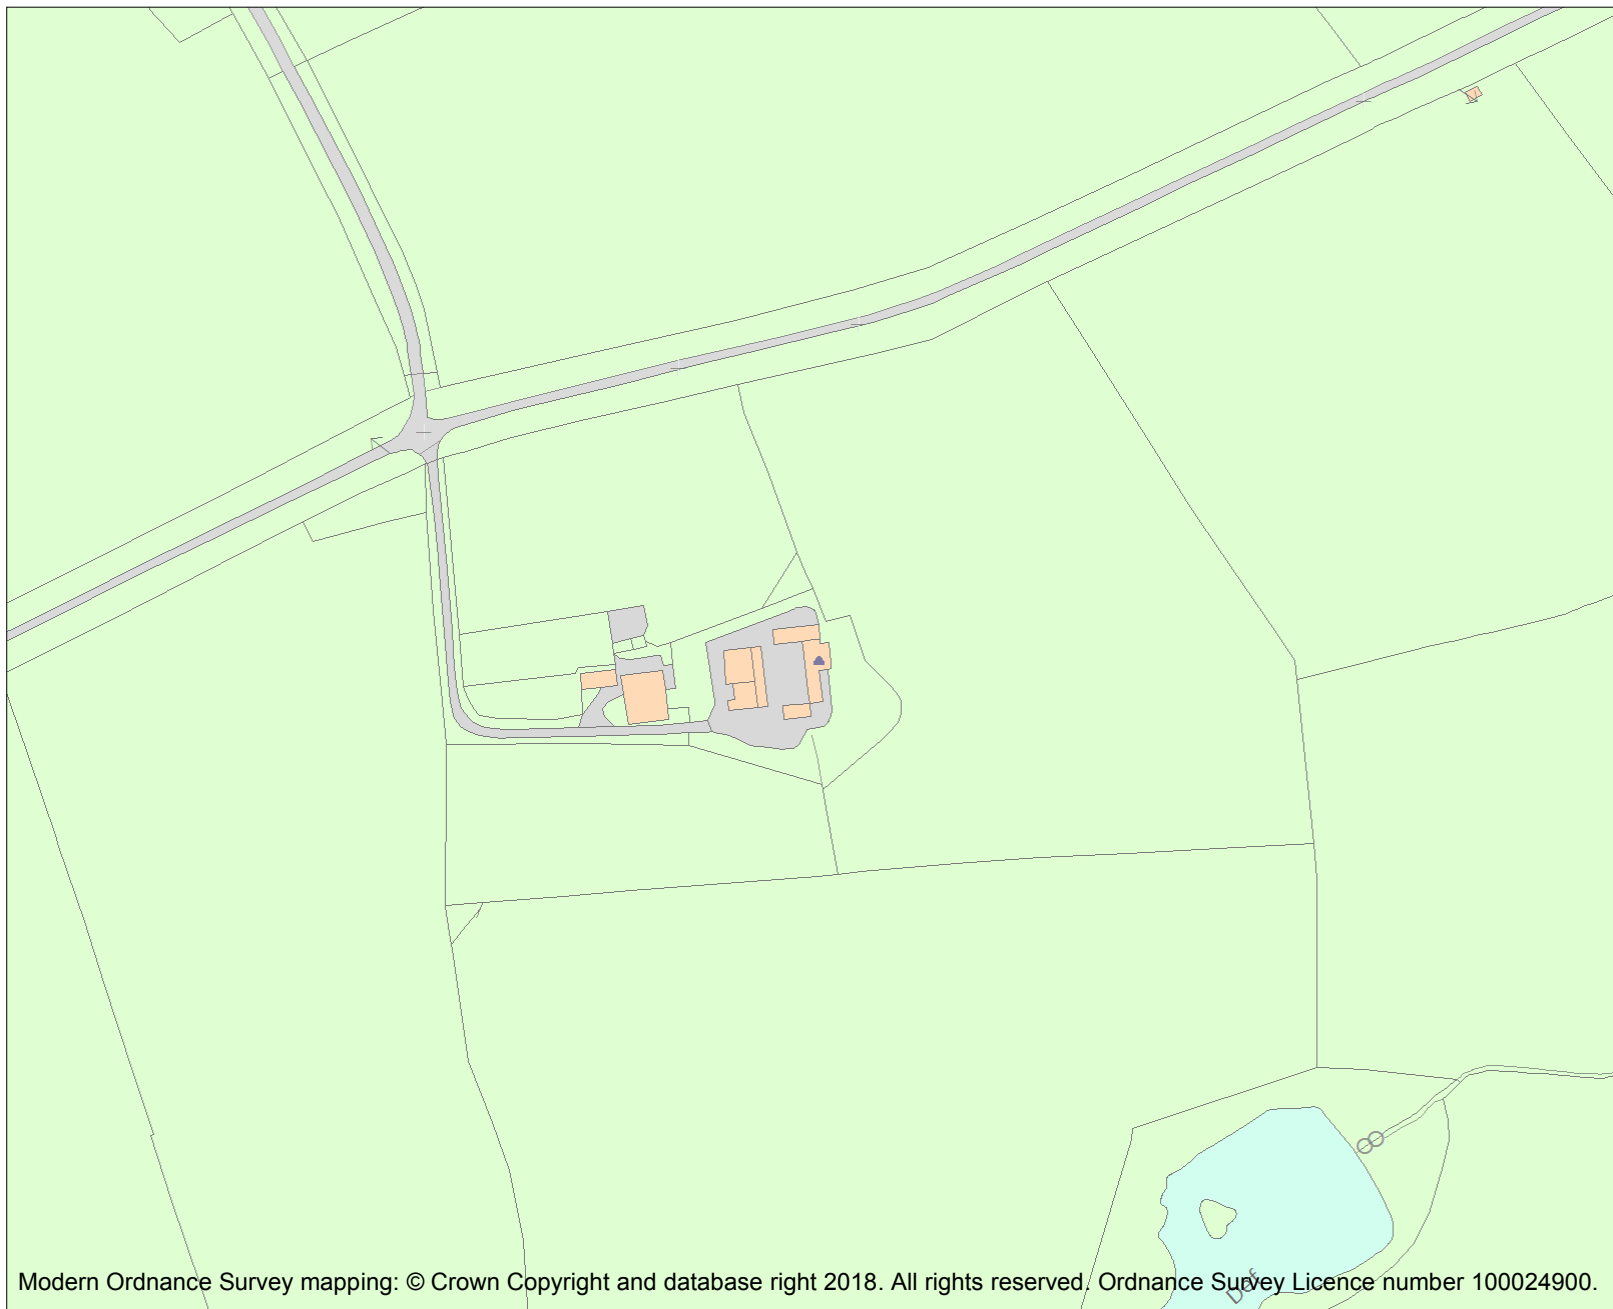 Modern Ordnance Survey mapping: © Crown Copyright and database right 2018. All rights reserved. Ordnance Survey Licence number 100024900.